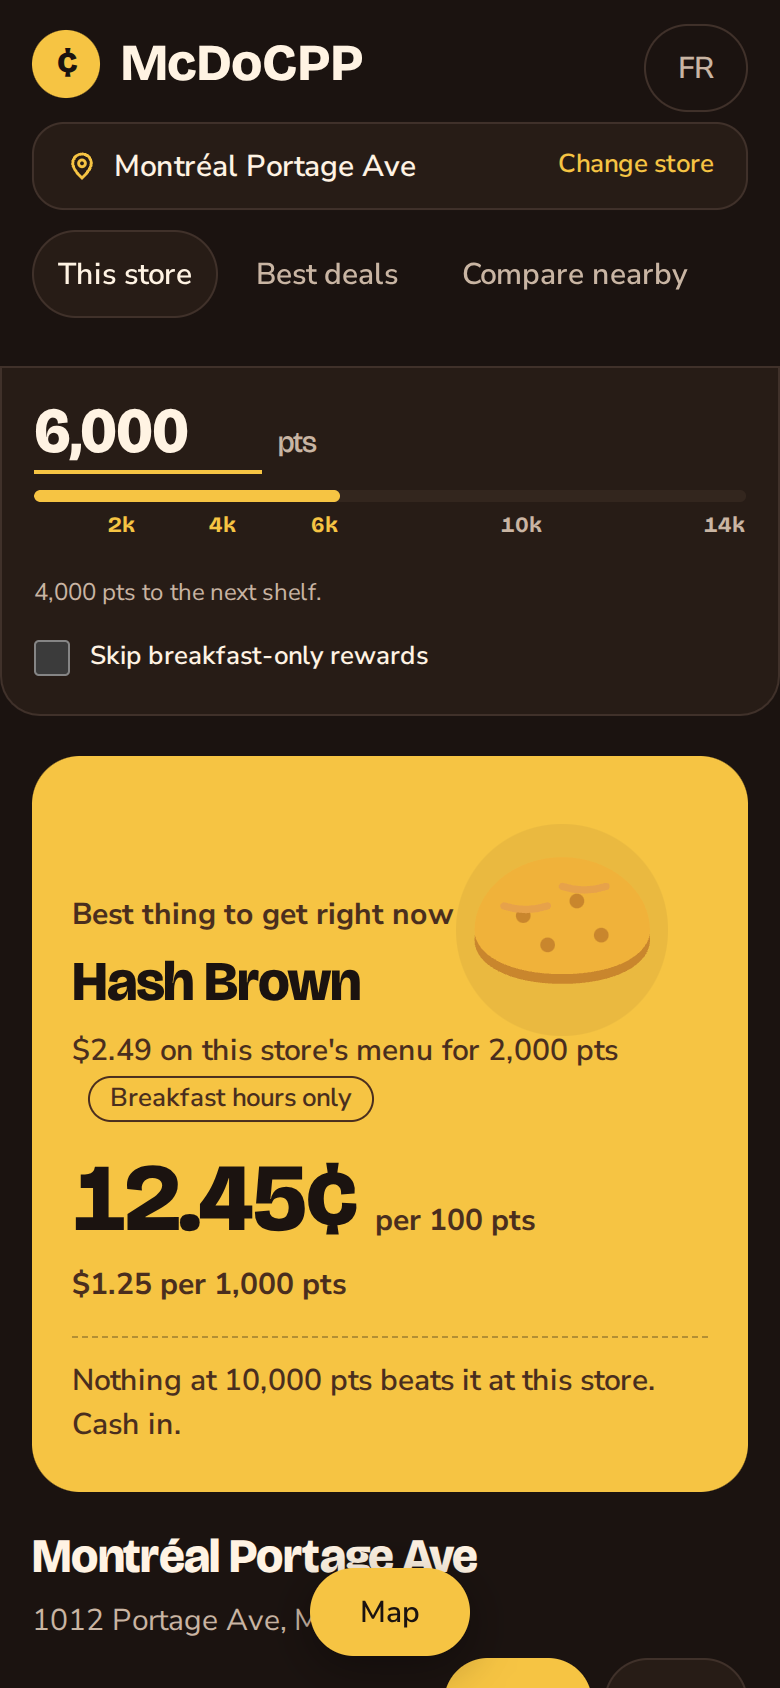 ¢ McDoCPP FR
Montréal Portage Ave Change store
This store Best deals Compare nearby
6,000 pts
2k 4k 6k 10k 14k
4,000 pts to the next shelf.
Skip breakfast-only rewards
Best thing to get right now
Hash Brown
$2.49 on this store's menu for 2,000 pts
Breakfast hours only
12.45¢ per 100 pts
$1.25 per 1,000 pts
Nothing at 10,000 pts beats it at this store.
Cash in.
Montréal Portage Ave
1012 Portage Ave,
Map